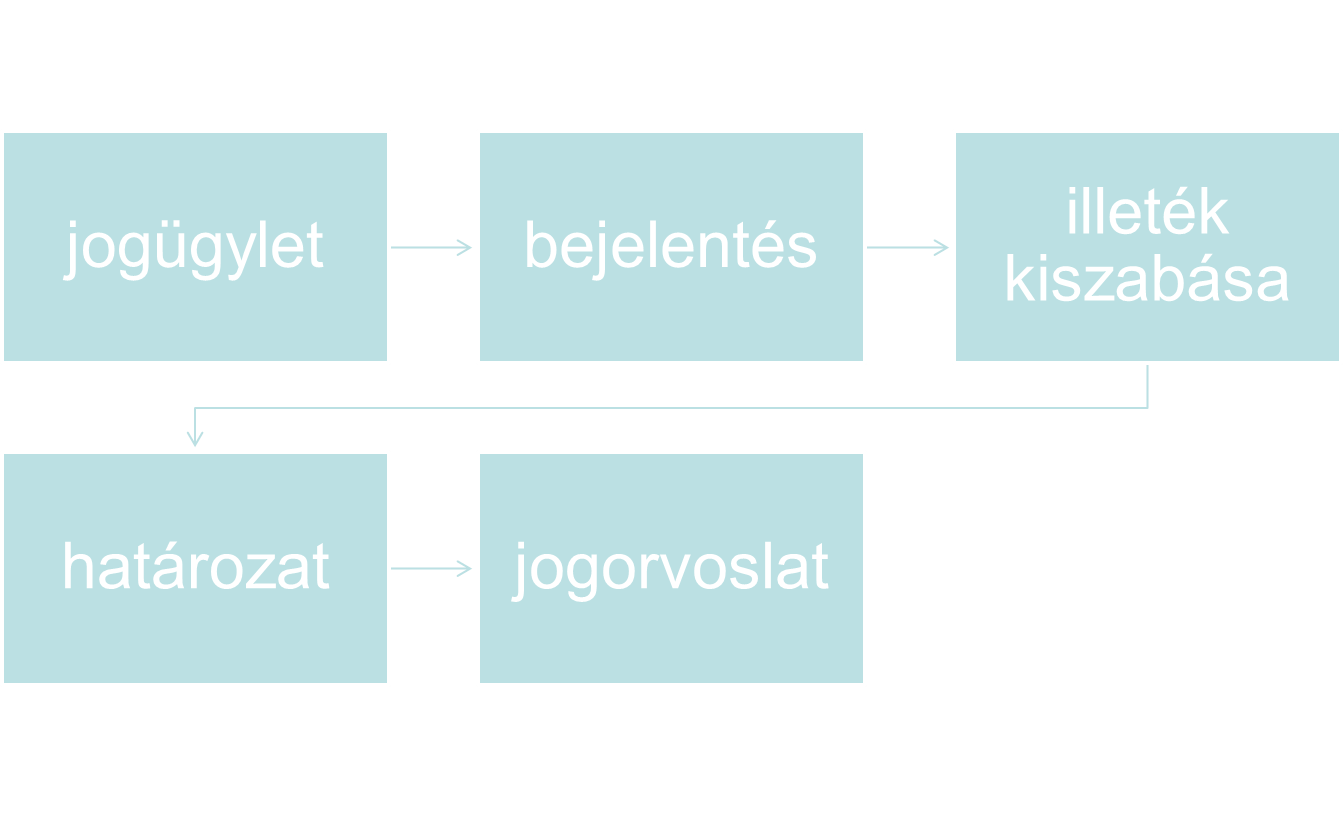 jogügylet
bejelentés
illeték
kiszabása
határozat
jogorvoslat